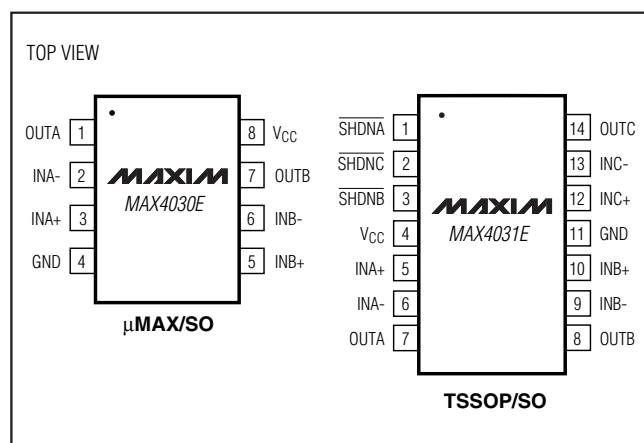 TOP VIEW
OUTA 1
INA- 2
INA+ 3
GND 4
8 VCC
7 OUTB
6 INB-
5 INB+
MAXIM
MAX4030E
µMAX/SO
SHDNA 1
SHDNC 2
SHDNB 3
VCC 4
INA+ 5
INA- 6
OUTA 7
14 OUTC
13 INC-
12 INC+
11 GND
10 INB+
9 INB-
8 OUTB
MAXIM
MAX4031E
TSSOP/SO